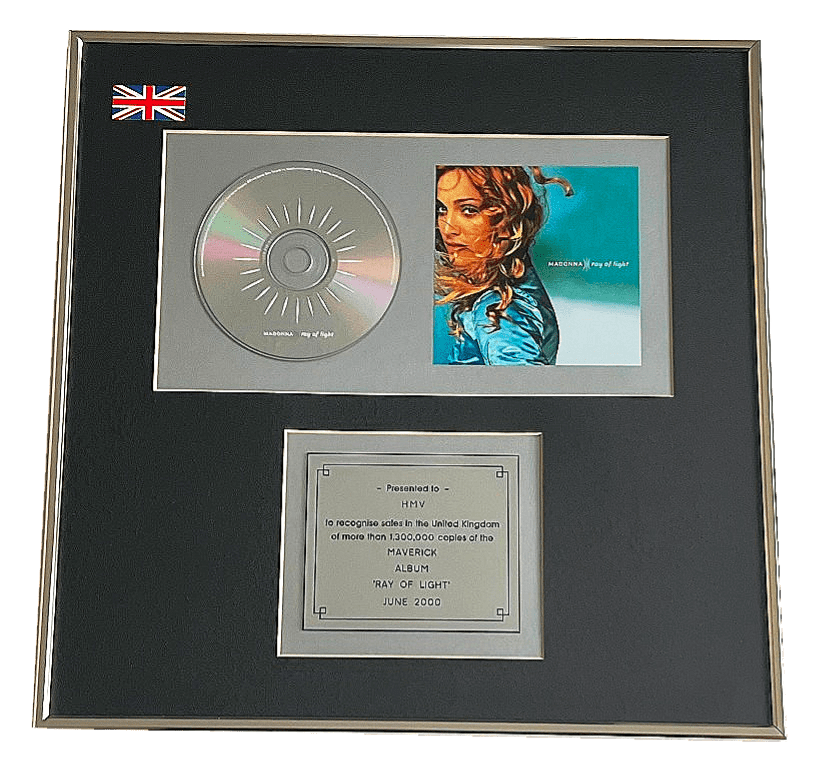 MADONNA ray of light
MADONNA ray of light
- Presented to -
HMV
to recognise sales in the United Kingdom
of more than 1,300,000 copies of the
MAVERICK
ALBUM
'RAY OF LIGHT'
JUNE 2000